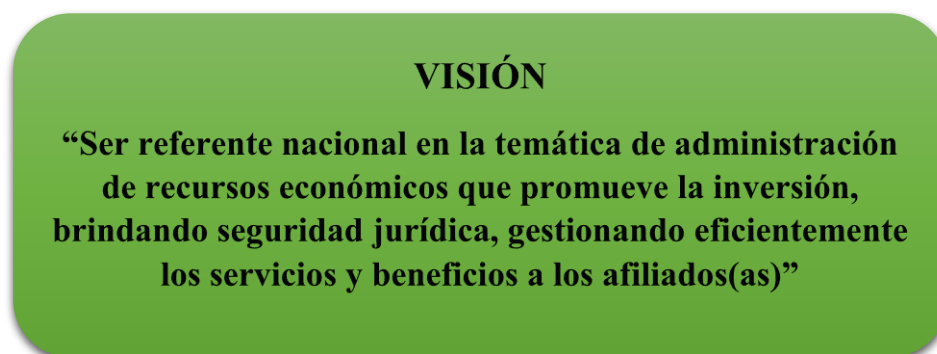 VISIÓN
“Ser referente nacional en la temática de administración
de recursos económicos que promueve la inversión,
brindando seguridad jurídica, gestionando eficientemente
los servicios y beneficios a los afiliados(as)”